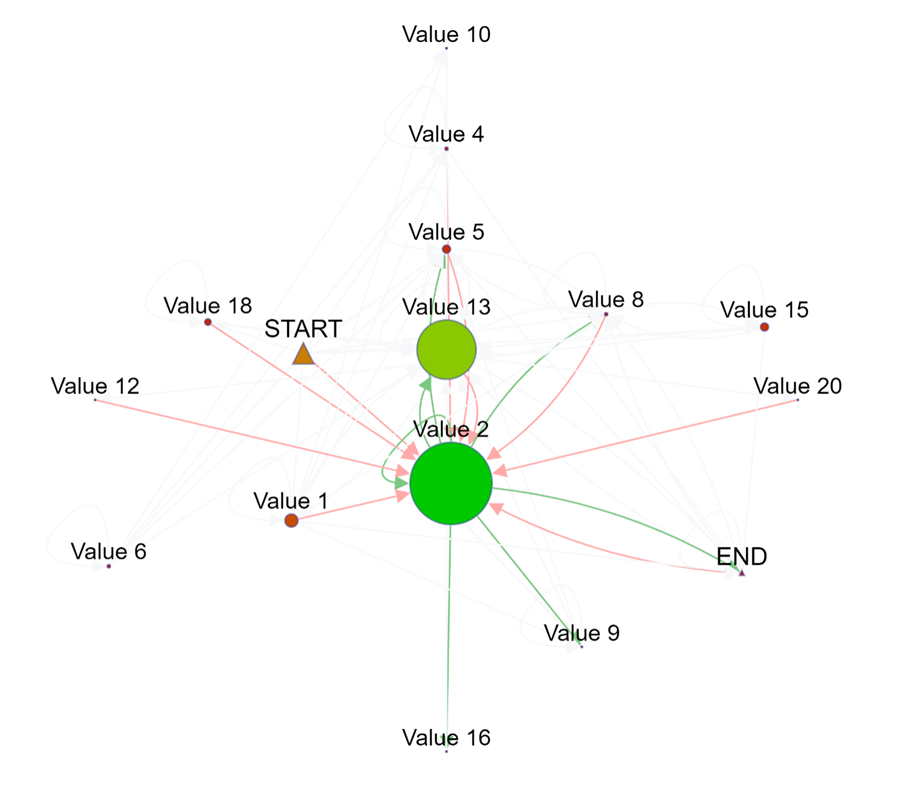 Value 10
Value 4
Value 5
Value 18
Value 13
Value 8
Value 15
START
Value 12
Value 20
Value 2
Value 1
Value 6
END
Value 9
Value 16